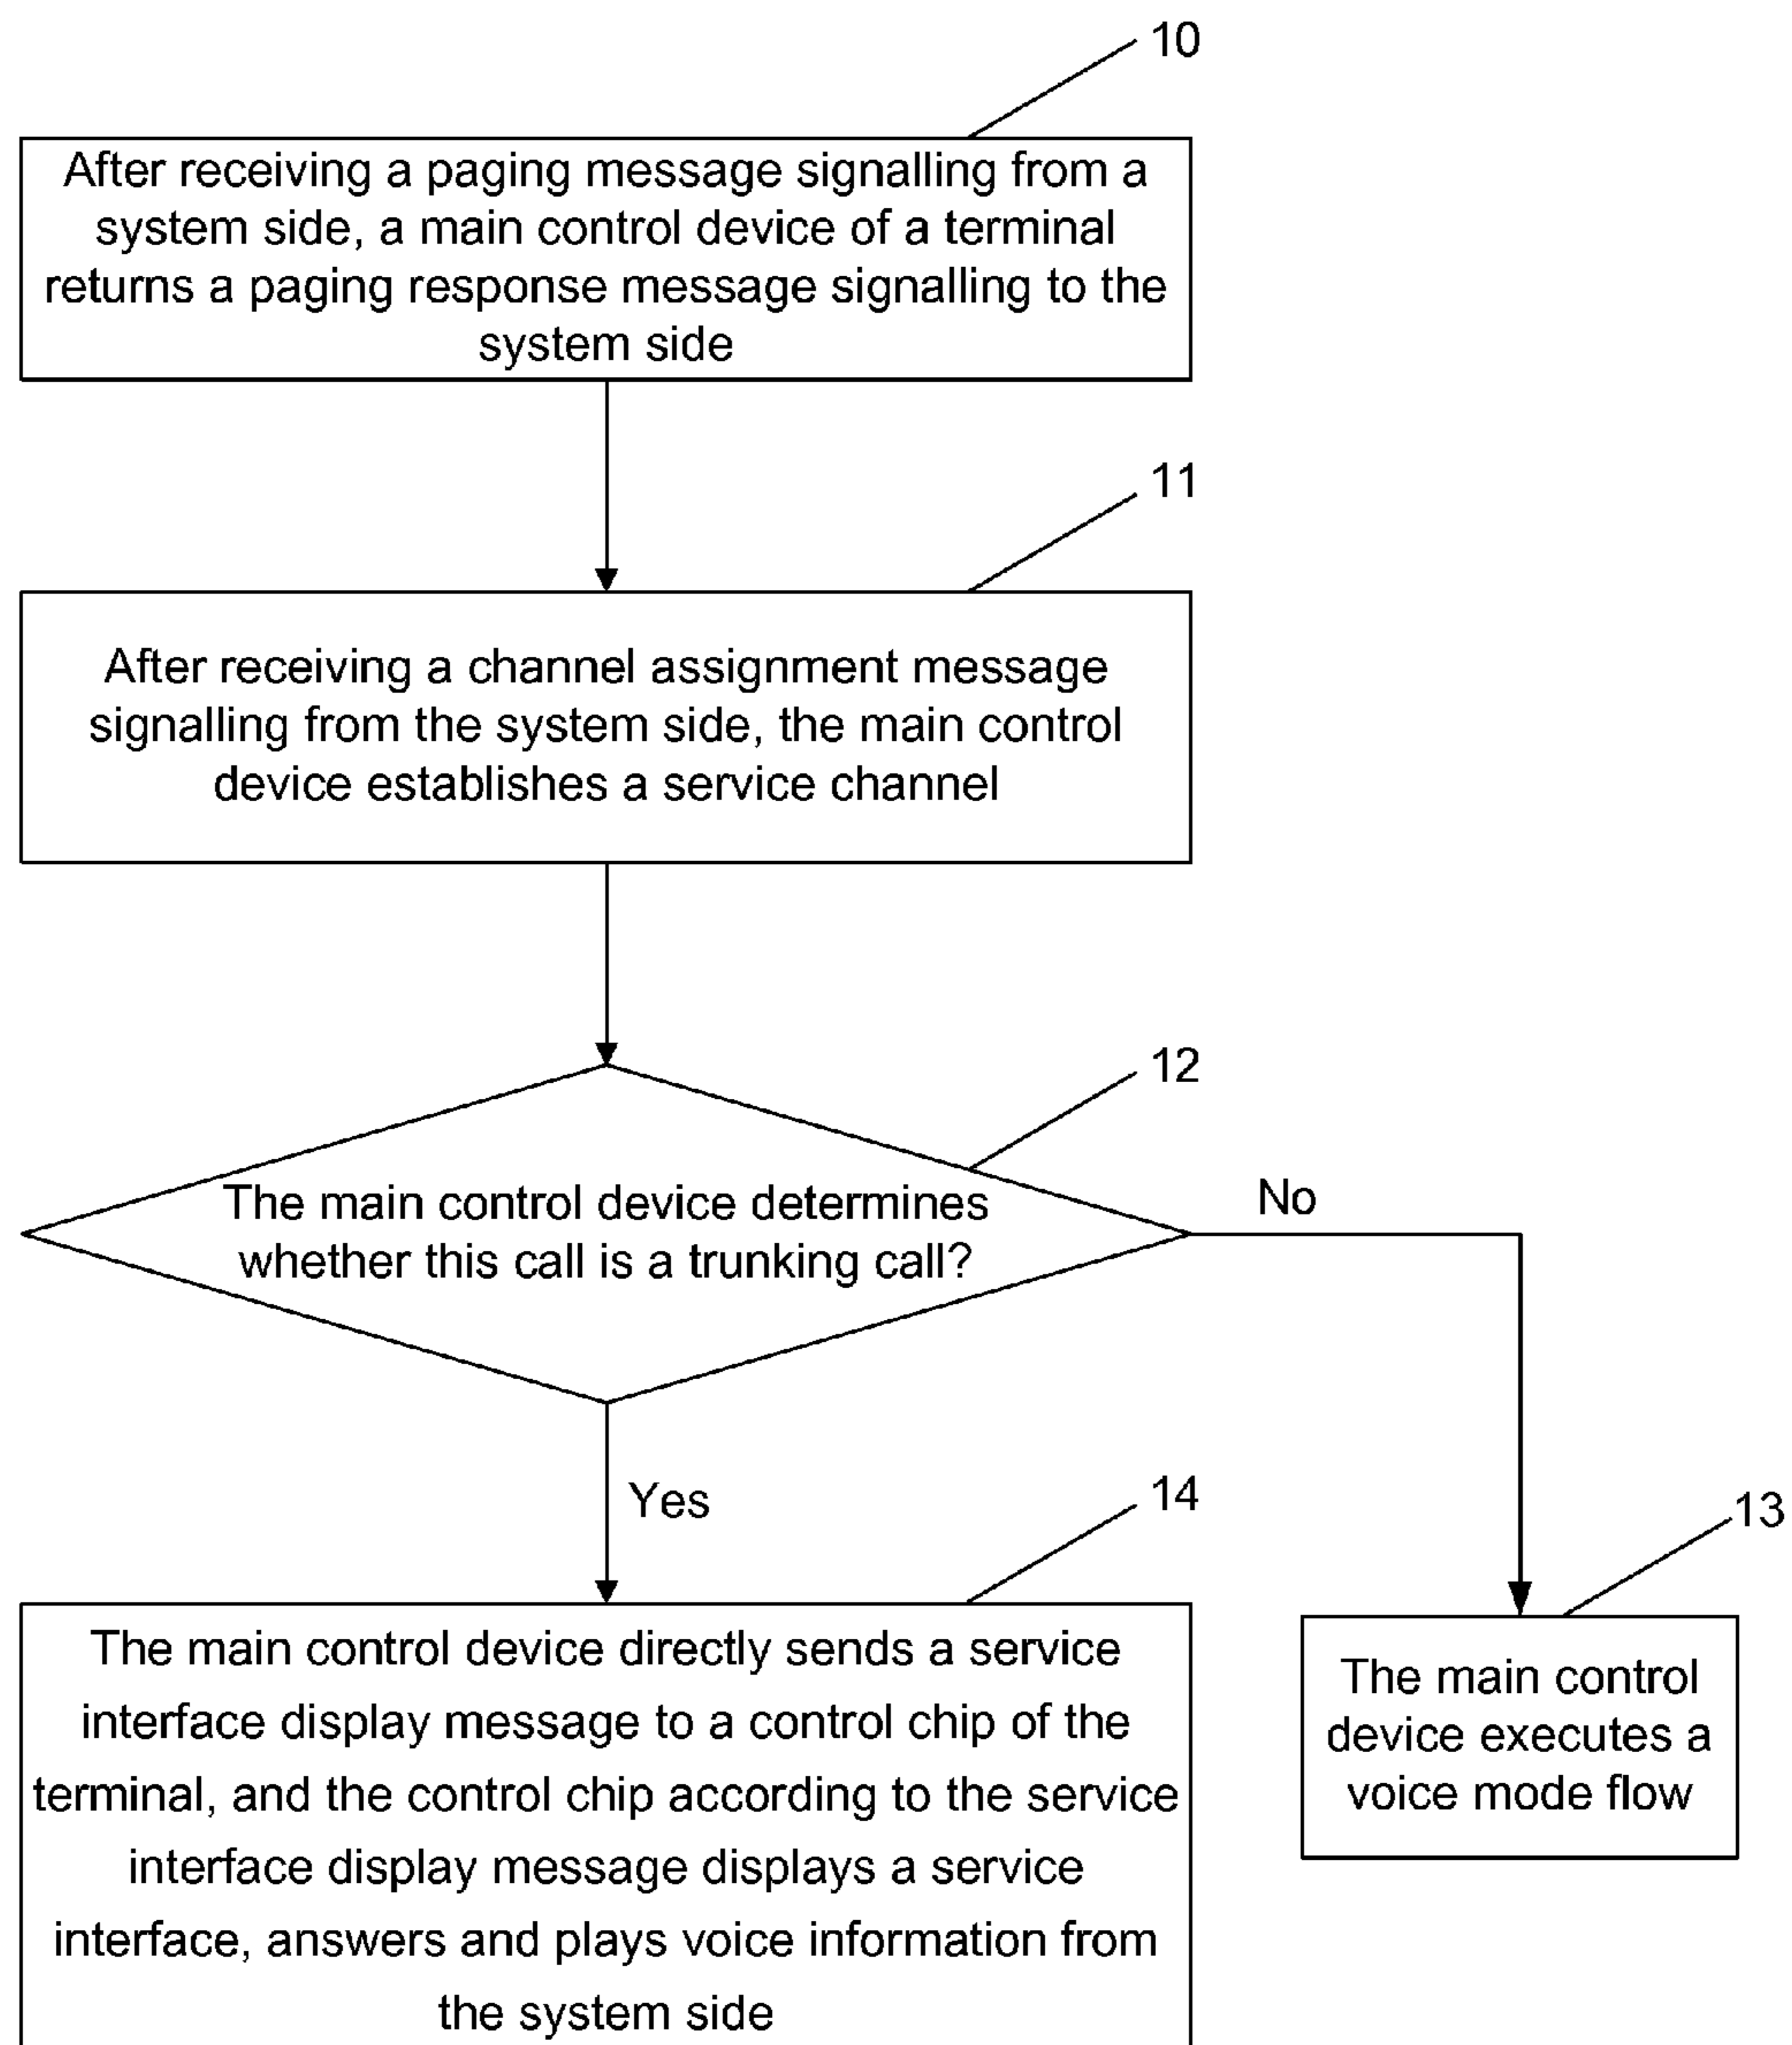 10
After receiving a paging message signalling from a
system side, a main control device of a terminal
returns a paging response message signalling to the
system side
11
After receiving a channel assignment message
signalling from the system side, the main control
device establishes a service channel
12
The main control device determines
whether this call is a trunking call?
No
Yes
14
13
The main control device directly sends a service
interface display message to a control chip of the
terminal, and the control chip according to the service
interface display message displays a service
interface, answers and plays voice information from
the system side
The main control
device executes a
voice mode flow